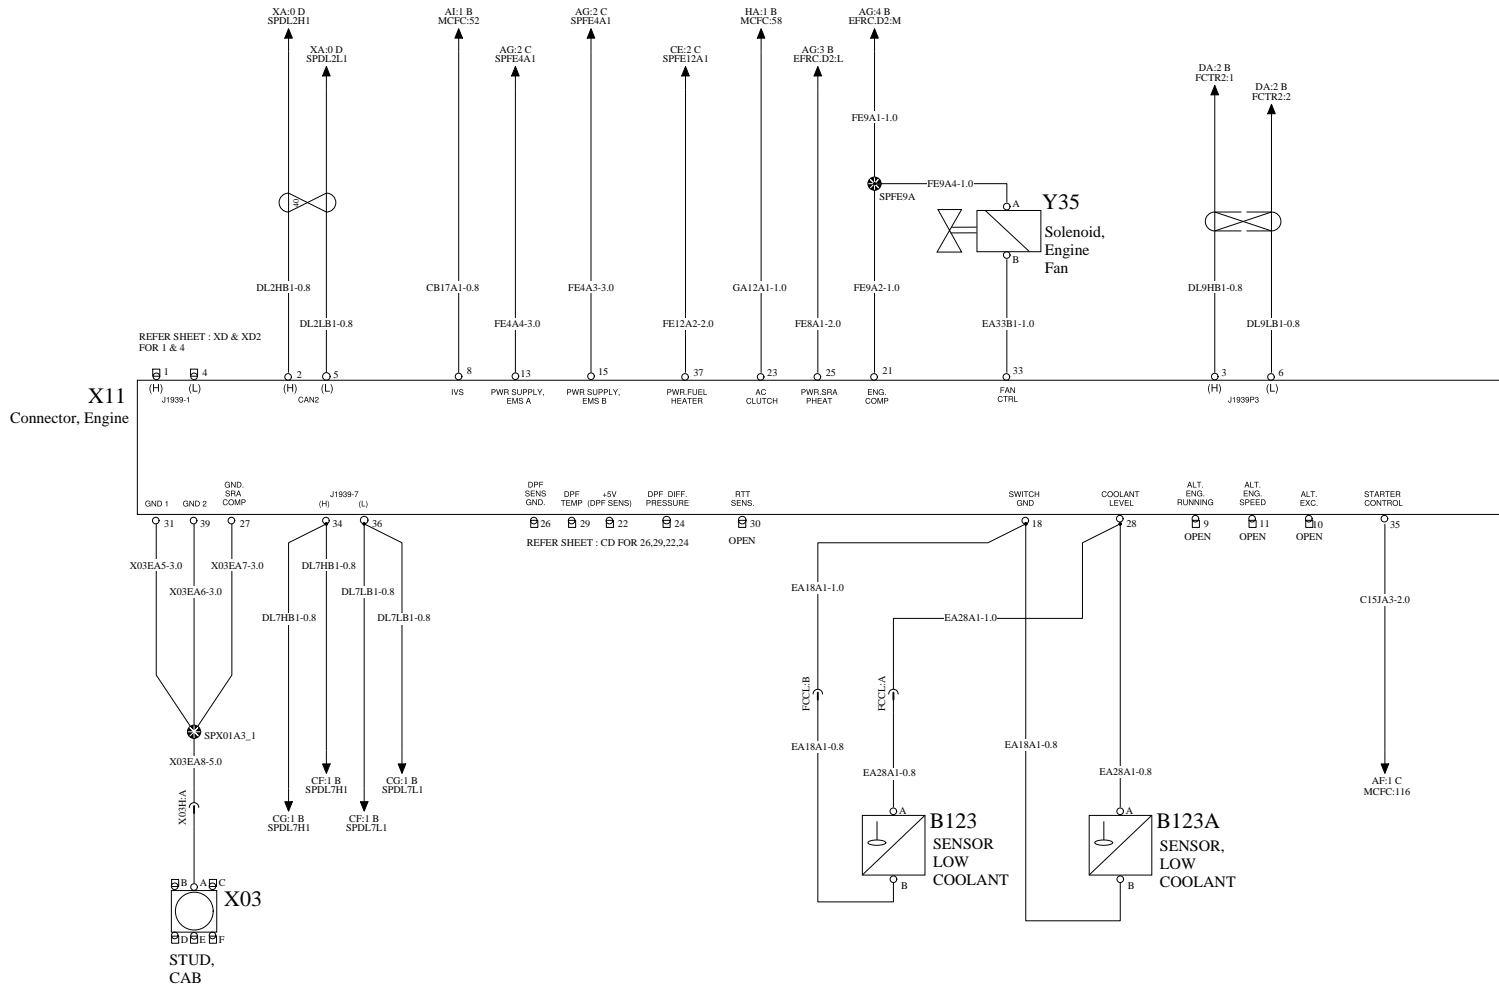 XA:0 D
SPDL2H1
XA:0 D
SPDL2L1
AI:1 B
MCFC:52
AG:2 C
SPFE4A1
AG:2 C
SPFE4A1
CE:2 C
SPFE12A1
HA:1 B
MCFC:58
AG:3 B
EFRC.D2:L
AG:4 B
EFRC.D2:M
DA:2 B
FCTR2:1
DA:2 B
FCTR2:2
FE9A1-1.0
FE9A4-1.0
SPFE9A
40
A
Y35
Solenoid,
Engine
Fan
B
DL2HB1-0.8
DL2LB1-0.8
CB17A1-0.8
FE4A4-3.0
FE4A3-3.0
FE12A2-2.0
GA12A1-1.0
FE8A1-2.0
FE9A2-1.0
EA33B1-1.0
DL9HB1-0.8
DL9LB1-0.8
REFER SHEET : XD & XD2
FOR 1 & 4
1
4
2
5
8
13
15
37
23
25
21
33
3
6
X11
Connector, Engine
(H)
(L)
J1939-1
(H)
(L)
CAN2
IVS
PWR SUPPLY,
EMS A
PWR SUPPLY,
EMS B
PWR.FUEL
HEATER
AC
CLUTCH
PWR.SRA
PHEAT
ENG.
COMP
FAN
CTRL
(H)
(L)
J1939P3
GND 1
GND 2
GND.
SRA
COMP
J1939-7
(H)
(L)
DPF
SENS
GND.
DPF
TEMP
+5V
(DPF SENS)
DPF DIFF.
PRESSURE
RTT
SENS.
SWITCH
GND
COOLANT
LEVEL
ALT.
ENG.
RUNNING
ALT.
ENG.
SPEED
ALT.
EXC.
STARTER
CONTROL
31
39
27
34
36
26
29
22
24
30
18
28
9
11
10
35
REFER SHEET : CD FOR 26,29,22,24
OPEN
OPEN
OPEN
OPEN
X03EA5-3.0
X03EA6-3.0
X03EA7-3.0
DL7HB1-0.8
DL7HB1-0.8
DL7LB1-0.8
DL7LB1-0.8
EA18A1-1.0
EA28A1-1.0
C15JA3-2.0
FCCL:B
FCCL:A
SPX01A3_1
X03EA8-5.0
X03H:A
CG:1 B
SPDL7H1
CF:1 B
SPDL7H1
CF:1 B
SPDL7L1
CG:1 B
SPDL7L1
EA18A1-0.8
EA28A1-0.8
EA18A1-0.8
EA28A1-0.8
AF:1 C
MCFC:116
A
B123
SENSOR
LOW
COOLANT
B
A
B123A
SENSOR,
LOW
COOLANT
B
B
A
C
X03
D
E
F
STUD,
CAB